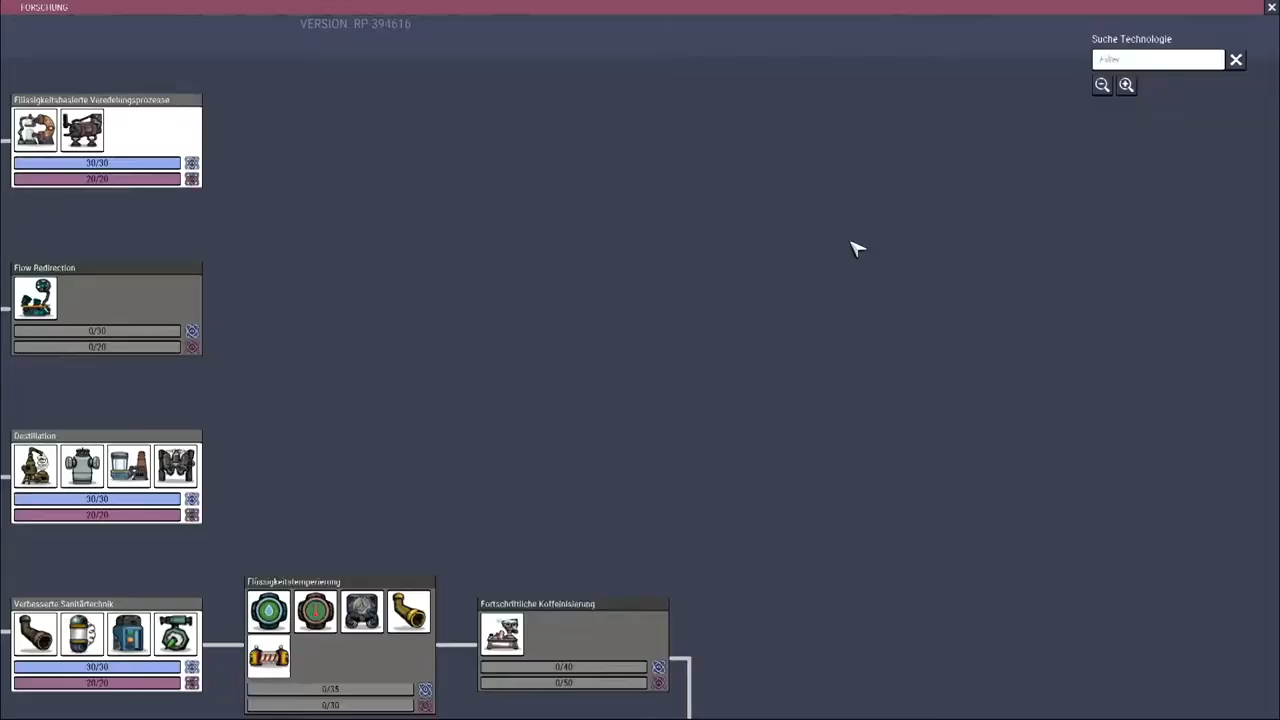 FORSCHUNG
VERSION RP-394616
Suche Technologie
Filter
Flüssigkeitsbasierte Veredelungsprozesse
30/30
20/20
Flow Redirection
0/30
0/20
Destillation
30/30
20/20
Verbesserte Sanitärtechnik
30/30
20/20
Flüssigkeitstemperierung
0/35
0/30
Fortschrittliche Koffeinisierung
0/40
0/50